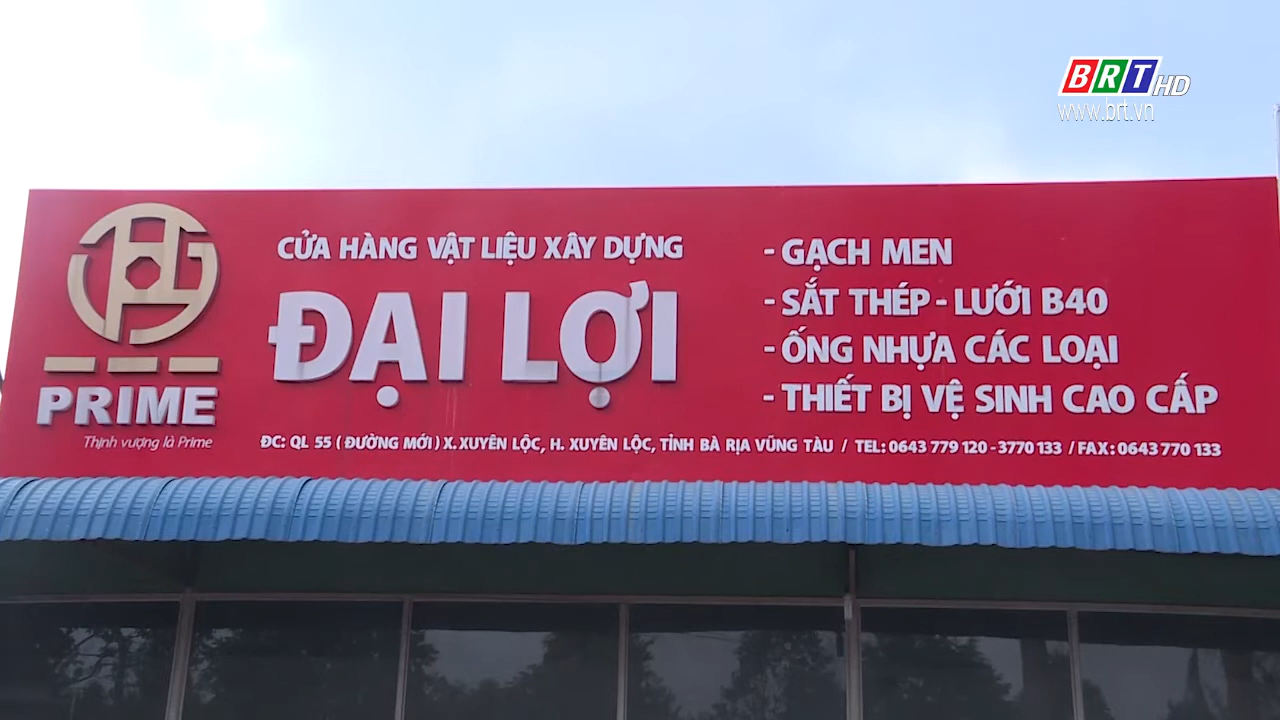 BRT HD
www.brt.vn
CỬA HÀNG VẬT LIỆU XÂY DỰNG
ĐẠI LỢI
PRIME
Thịnh vượng là Prime
- GẠCH MEN
- SẮT THÉP - LƯỚI B40
- ỐNG NHỰA CÁC LOẠI
- THIẾT BỊ VỆ SINH CAO CẤP
ĐC: QL 55 ( ĐƯỜNG MỚI ) X. XUYÊN LỘC, H. XUYÊN LỘC, TỈNH BÀ RỊA VŨNG TÀU / TEL: 0643 779 120 - 3770 133 / FAX: 0643 770 133